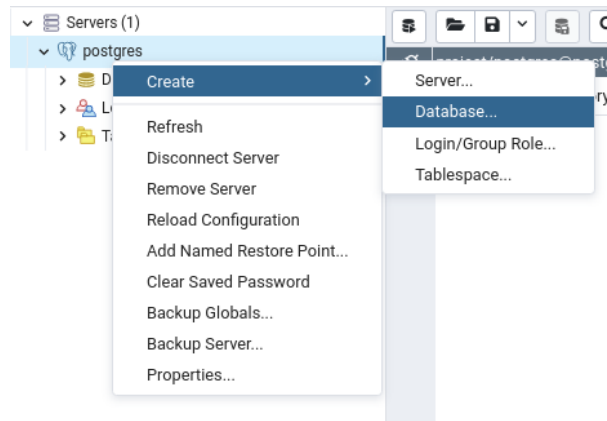 Servers (1)
postgres
D
L
T
Create
Refresh
Disconnect Server
Remove Server
Reload Configuration
Add Named Restore Point...
Clear Saved Password
Backup Globals...
Backup Server...
Properties...
Server...
Database...
Login/Group Role...
Tablespace...
ry